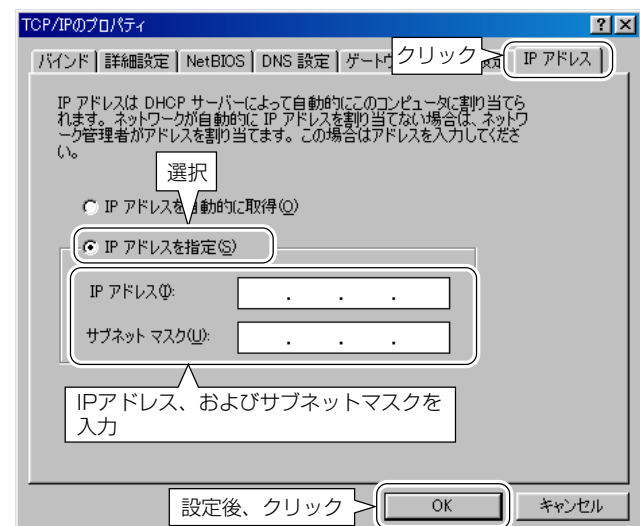 TCP/IPのプロパティ
バインド 詳細設定 NetBIOS DNS 設定 ゲート クリック IP アドレス
IP アドレスは DHCP サーバーによって自動的にこのコンピュータに割り当てら
れます。ネットワークが自動的に IP アドレスを割り当てない場合は、ネットワ
ーク管理者がアドレスを割り当てます。この場合はアドレスを入力してくださ
い。
選択
IP アドレスを自動的に取得(O)
IP アドレスを指定(S)
IP アドレス(I):
. . .
サブネット マスク(U):
. . .
IPアドレス、およびサブネットマスクを
入力
設定後、クリック OK キャンセル